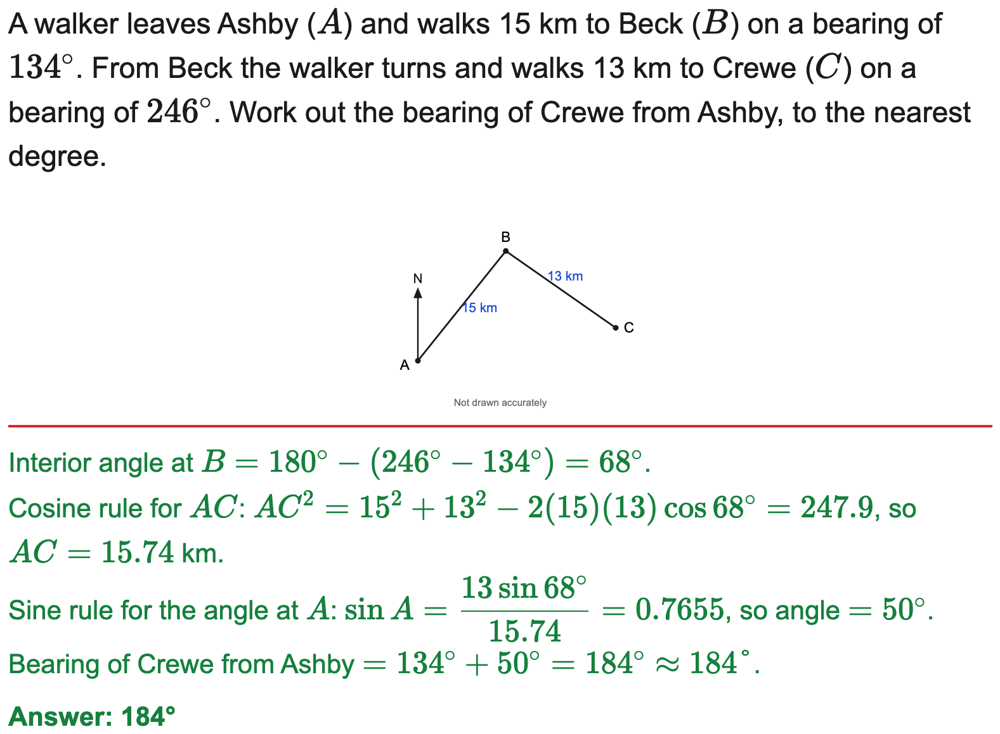 A walker leaves Ashby (A) and walks 15 km to Beck (B) on a bearing of
134°. From Beck the walker turns and walks 13 km to Crewe (C) on a
bearing of 246°. Work out the bearing of Crewe from Ashby, to the nearest
degree.
B
N
13 km
15 km
C
A
Not drawn accurately
Interior angle at B = 180° − (246° − 134°) = 68°.
Cosine rule for AC: AC² = 15² + 13² − 2(15)(13) cos 68° = 247.9, so
AC = 15.74 km.
Sine rule for the angle at A: sin A = \frac{13 sin 68°}{15.74} = 0.7655, so angle = 50°.
Bearing of Crewe from Ashby = 134° + 50° = 184° ≈ 184°.
Answer: 184°